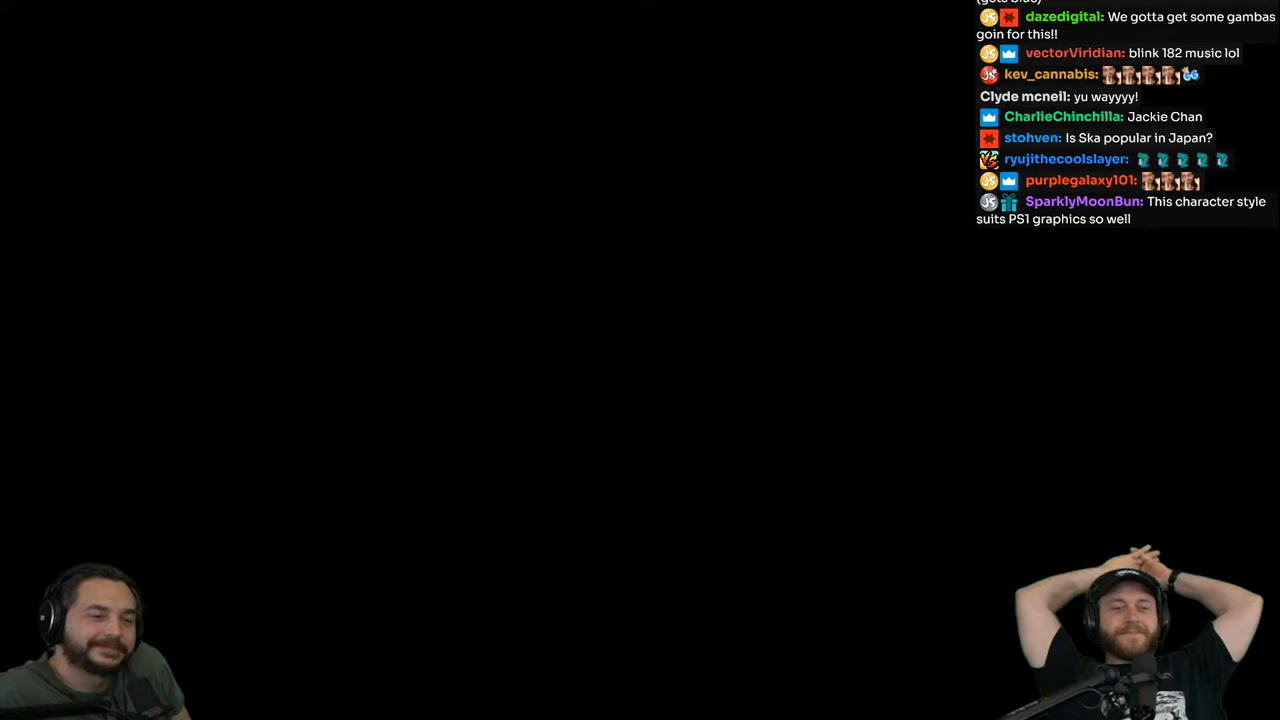 dazedigital: We gotta get some gambas
goin for this!!
vectorViridian: blink 182 music lol
kev_cannabis:
Clyde mcneil: yu wayyyy!
CharlieChinchilla: Jackie Chan
stohven: Is Ska popular in Japan?
ryujithecoolslayer:
purplegalaxy101:
SparklyMoonBun: This character style
suits PS1 graphics so well